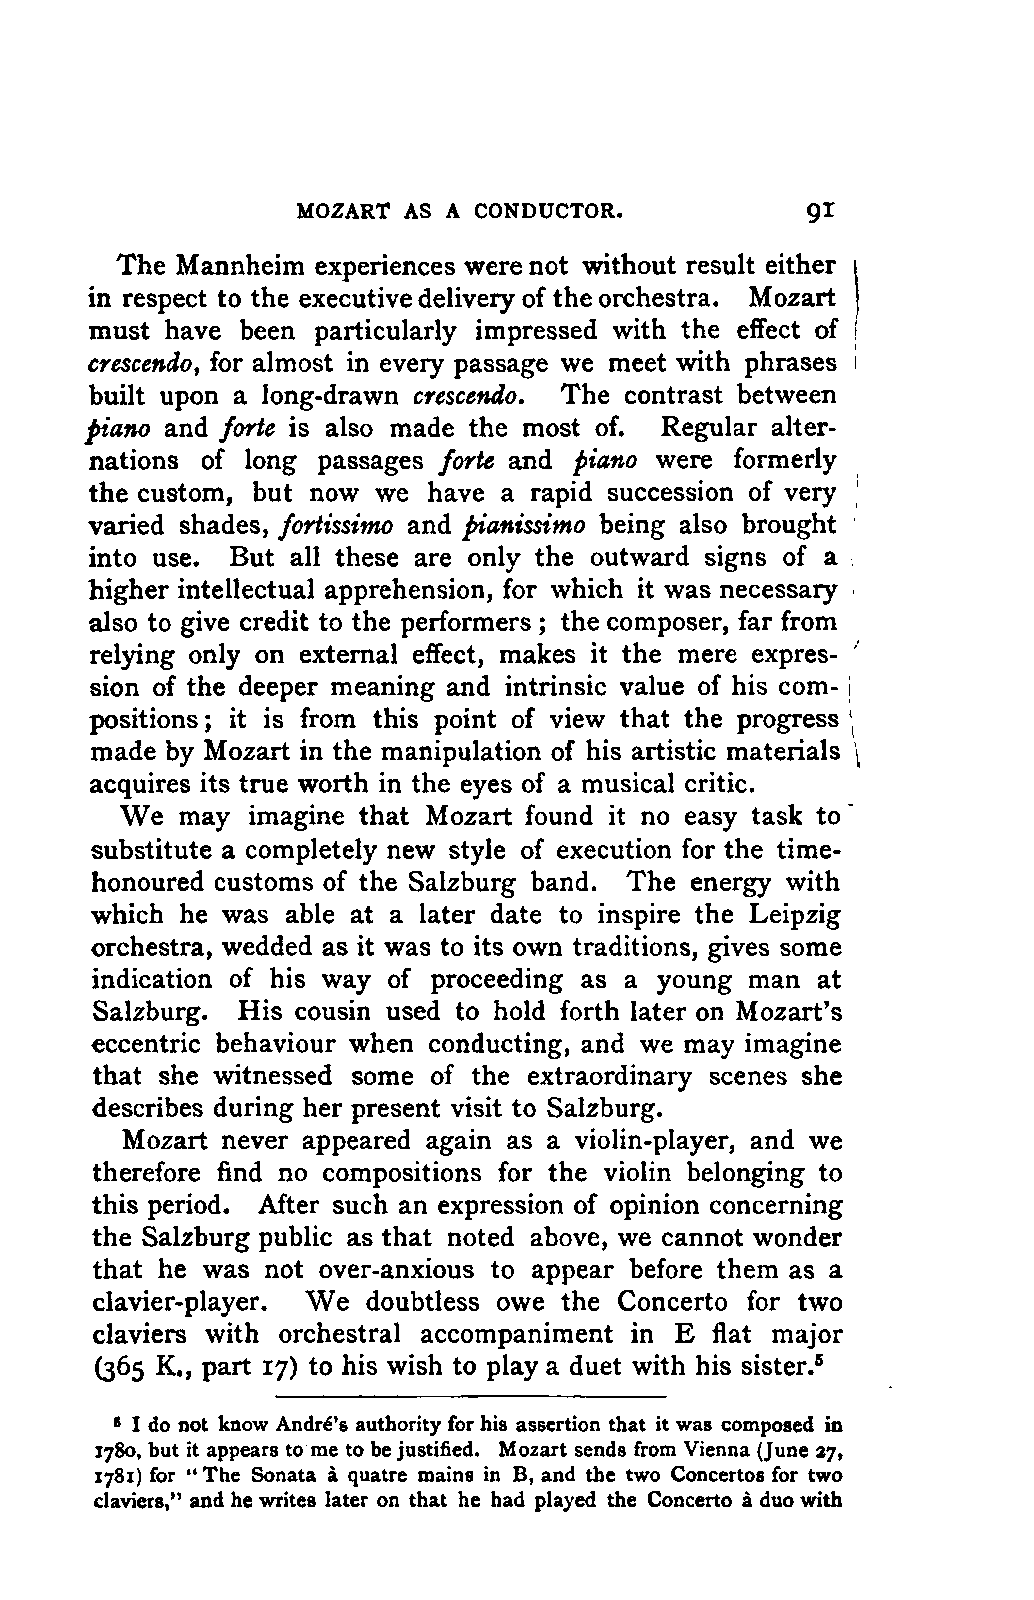 MOZART AS A CONDUCTOR. 91
The Mannheim experiences were not without result either
in respect to the executive delivery of the orchestra. Mozart
must have been particularly impressed with the effect of
crescendo, for almost in every passage we meet with phrases
built upon a long-drawn crescendo. The contrast between
piano and forte is also made the most of. Regular alter-
nations of long passages forte and piano were formerly
the custom, but now we have a rapid succession of very
varied shades, fortissimo and pianissimo being also brought
into use. But all these are only the outward signs of a
higher intellectual apprehension, for which it was necessary
also to give credit to the performers; the composer, far from
relying only on external effect, makes it the mere expres-
sion of the deeper meaning and intrinsic value of his com-
positions; it is from this point of view that the progress
made by Mozart in the manipulation of his artistic materials
acquires its true worth in the eyes of a musical critic.
We may imagine that Mozart found it no easy task to
substitute a completely new style of execution for the time-
honoured customs of the Salzburg band. The energy with
which he was able at a later date to inspire the Leipzig
orchestra, wedded as it was to its own traditions, gives some
indication of his way of proceeding as a young man at
Salzburg. His cousin used to hold forth later on Mozart's
eccentric behaviour when conducting, and we may imagine
that she witnessed some of the extraordinary scenes she
describes during her present visit to Salzburg.
Mozart never appeared again as a violin-player, and we
therefore find no compositions for the violin belonging to
this period. After such an expression of opinion concerning
the Salzburg public as that noted above, we cannot wonder
that he was not over-anxious to appear before them as a
clavier-player. We doubtless owe the Concerto for two
claviers with orchestral accompaniment in E flat major
(365 K., part 17) to his wish to play a duet with his sister.⁵
⁵ I do not know André's authority for his assertion that it was composed in
1780, but it appears to me to be justified. Mozart sends from Vienna (June 27,
1781) for "The Sonata à quatre mains in B, and the two Concertos for two
claviers," and he writes later on that he had played the Concerto à duo with